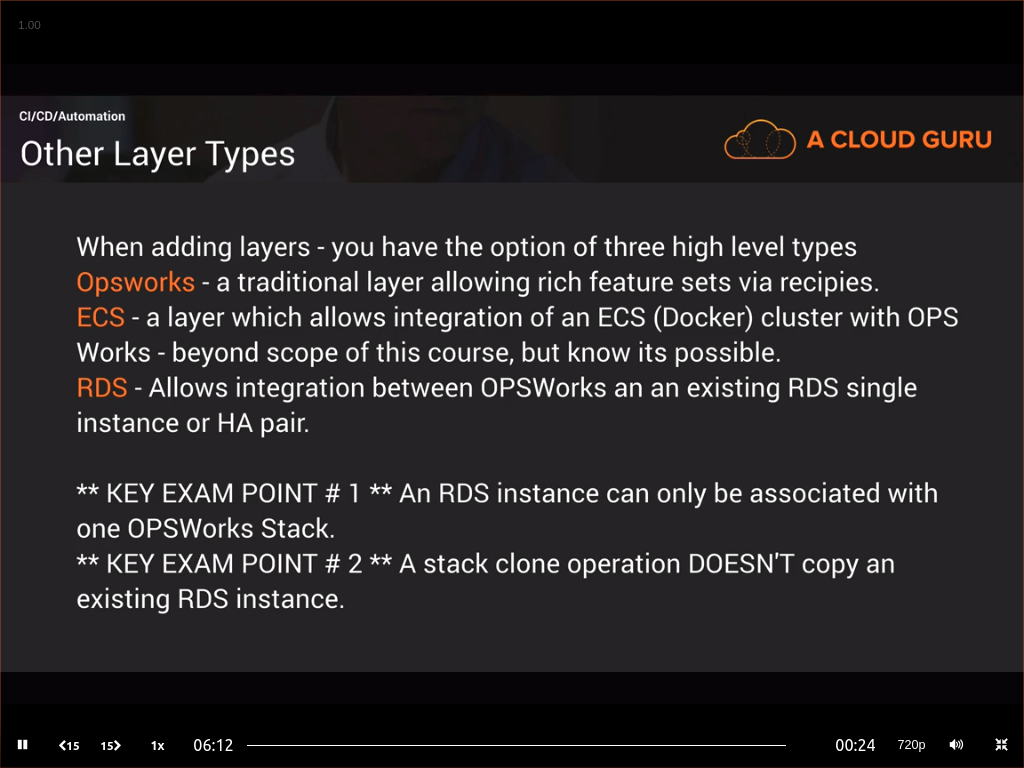 1.00
CI/CD/Automation
Other Layer Types
A CLOUD GURU
When adding layers - you have the option of three high level types
Opsworks - a traditional layer allowing rich feature sets via recipies.
ECS - a layer which allows integration of an ECS (Docker) cluster with OPS
Works - beyond scope of this course, but know its possible.
RDS - Allows integration between OPSWorks an an existing RDS single
instance or HA pair.
** KEY EXAM POINT # 1 ** An RDS instance can only be associated with
one OPSWorks Stack.
** KEY EXAM POINT # 2 ** A stack clone operation DOESN'T copy an
existing RDS instance.
15 15 1x 06:12 00:24 720p